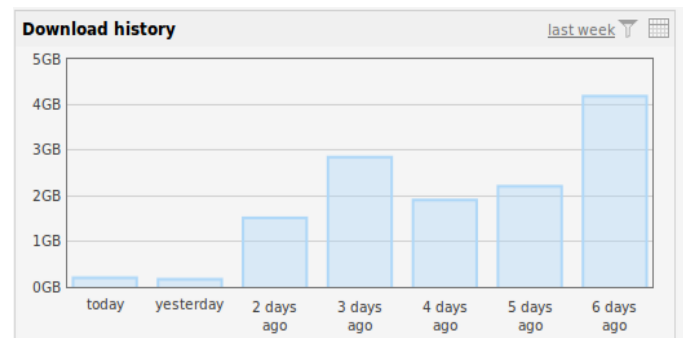 Download history
last week
5GB
4GB
3GB
2GB
1GB
0GB
today
yesterday
2 days
ago
3 days
ago
4 days
ago
5 days
ago
6 days
ago